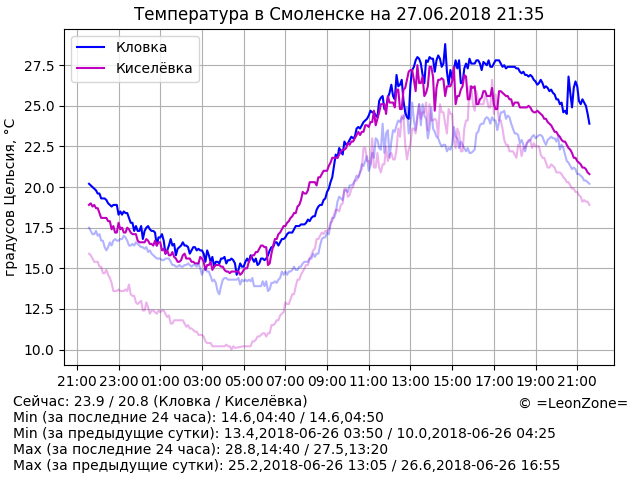 Температура в Смоленске на 27.06.2018 21:35
Кловка
Киселёвка
градусов Цельсия, °C
27.5
25.0
22.5
20.0
17.5
15.0
12.5
10.0
21:00 23:00 01:00 03:00 05:00 07:00 09:00 11:00 13:00 15:00 17:00 19:00 21:00
Сейчас: 23.9 / 20.8 (Кловка / Киселёвка)
© =LeonZone=
Min (за последние 24 часа): 14.6,04:40 / 14.6,04:50
Min (за предыдущие сутки): 13.4,2018-06-26 03:50 / 10.0,2018-06-26 04:25
Max (за последние 24 часа): 28.8,14:40 / 27.5,13:20
Max (за предыдущие сутки): 25.2,2018-06-26 13:05 / 26.6,2018-06-26 16:55